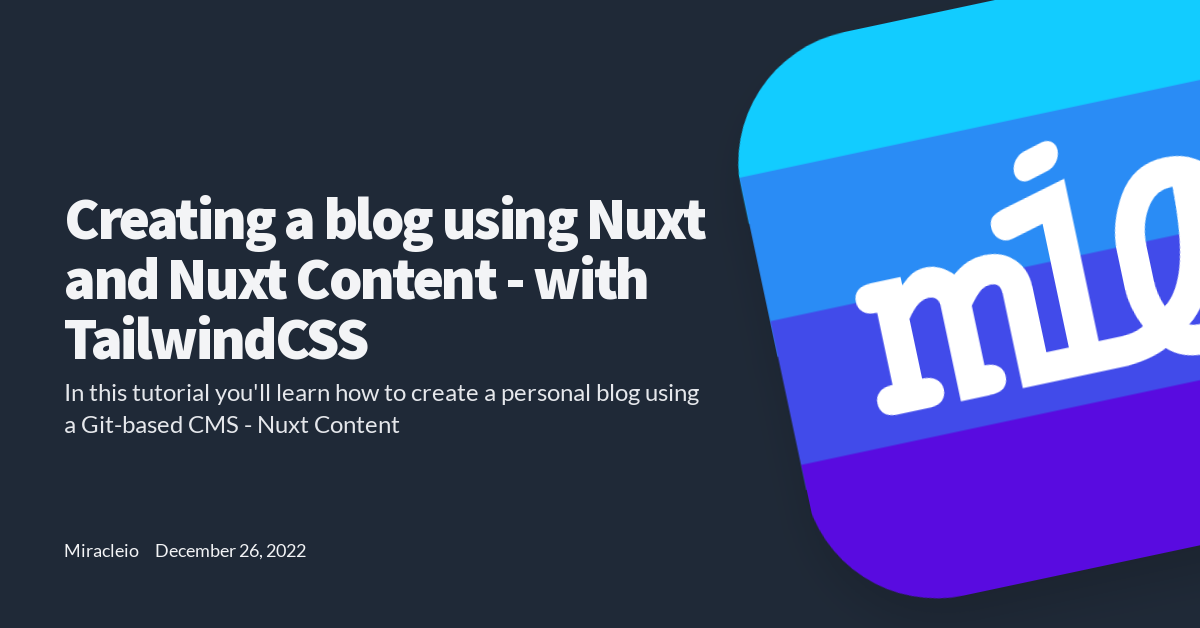 Creating a blog using Nuxt
and Nuxt Content - with
TailwindCSS
In this tutorial you'll learn how to create a personal blog using
a Git-based CMS - Nuxt Content
Miracleio December 26, 2022